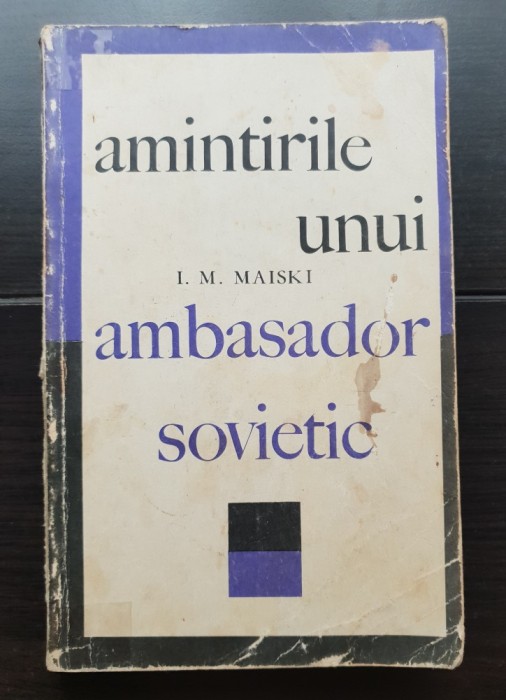 amintirile
unui
I. M. MAISKI
ambasador
sovietic